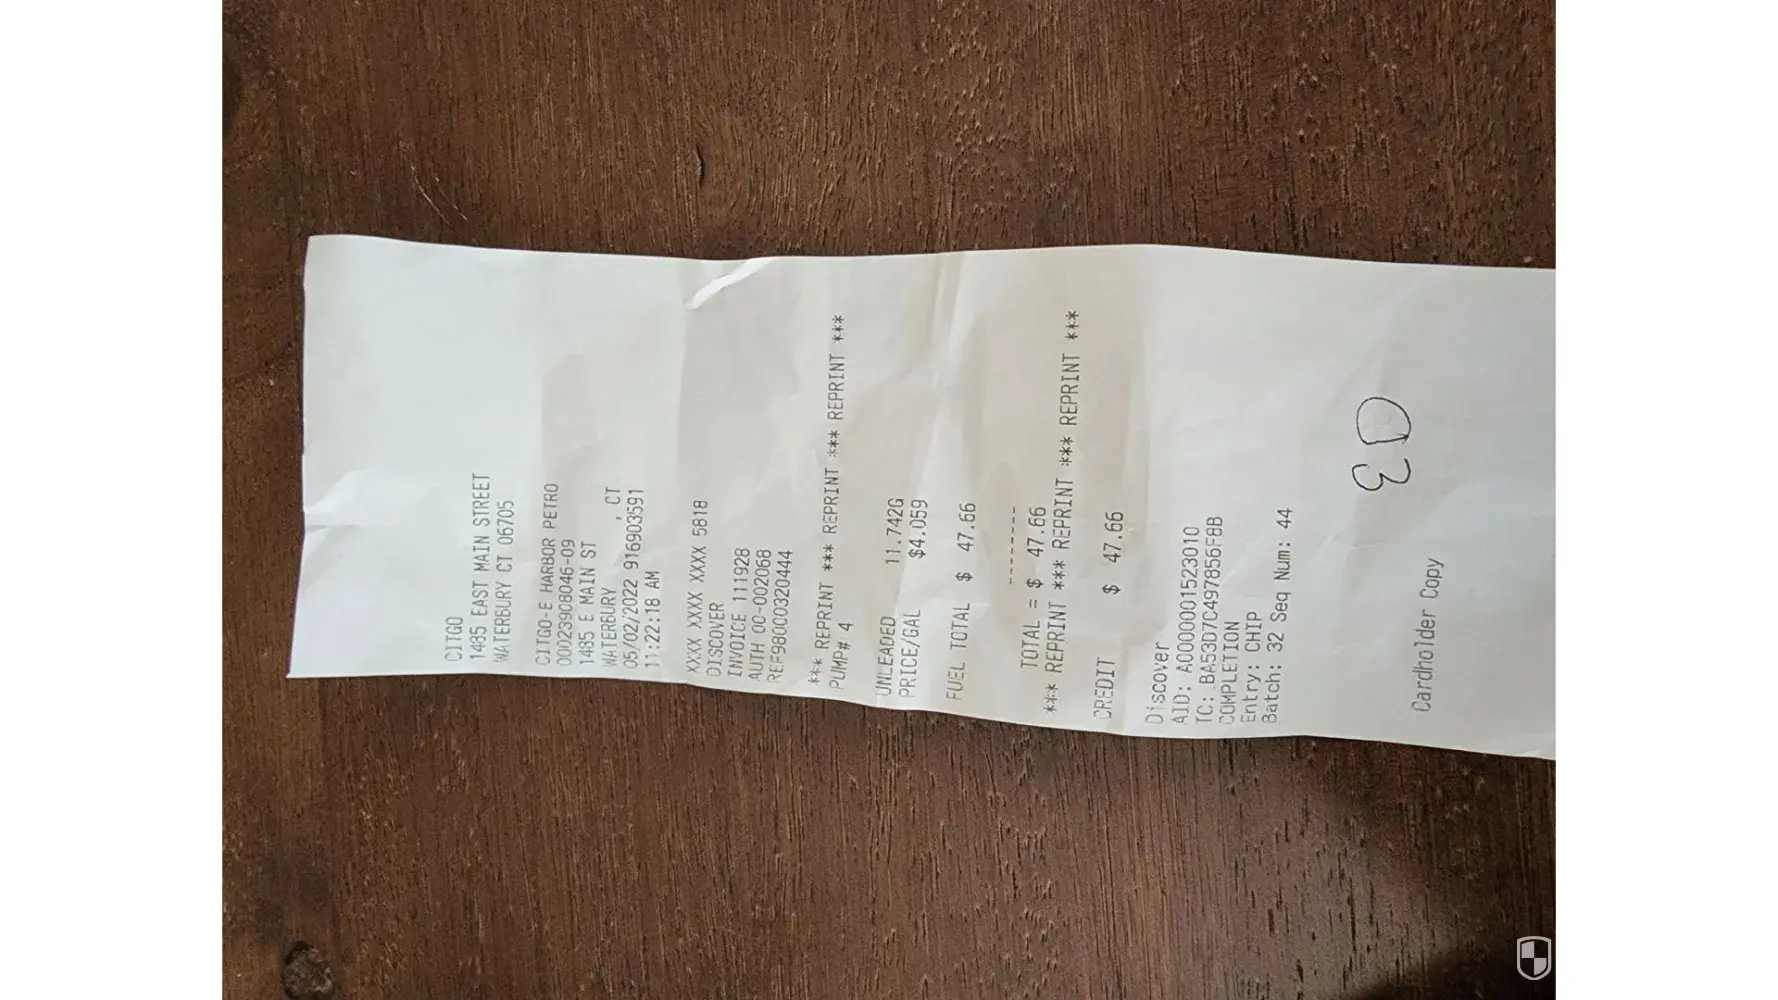 CITGO
1485 EAST MAIN STREET
WATERBURY CT 06705
CITGO-E HARBOR PETRO
000239C8046-09
1485 E MAIN ST
WATERBURY , CT
05/02/2022 916903591
11:22:18 AM
XXXX XXXX XXXX 5818
DISCOVER
INVOICE 111928
AUTH 00-002068
REF98000320444
*** REPRINT *** REPRINT *** REPRINT ***
PUMP# 4
UNLEADED 11.742G
PRICE/GAL $4.059
FUEL TOTAL $ 47.66
--------
TOTAL = $ 47.66
*** REPRINT *** REPRINT *** REPRINT ***
CREDIT $ 47.66
Discover
AID: A0000001523010
TC: BA53D7C497856F8B
COMPLETION
Entry: CHIP
Batch: 32 Seq Num: 44
Cardholder Copy